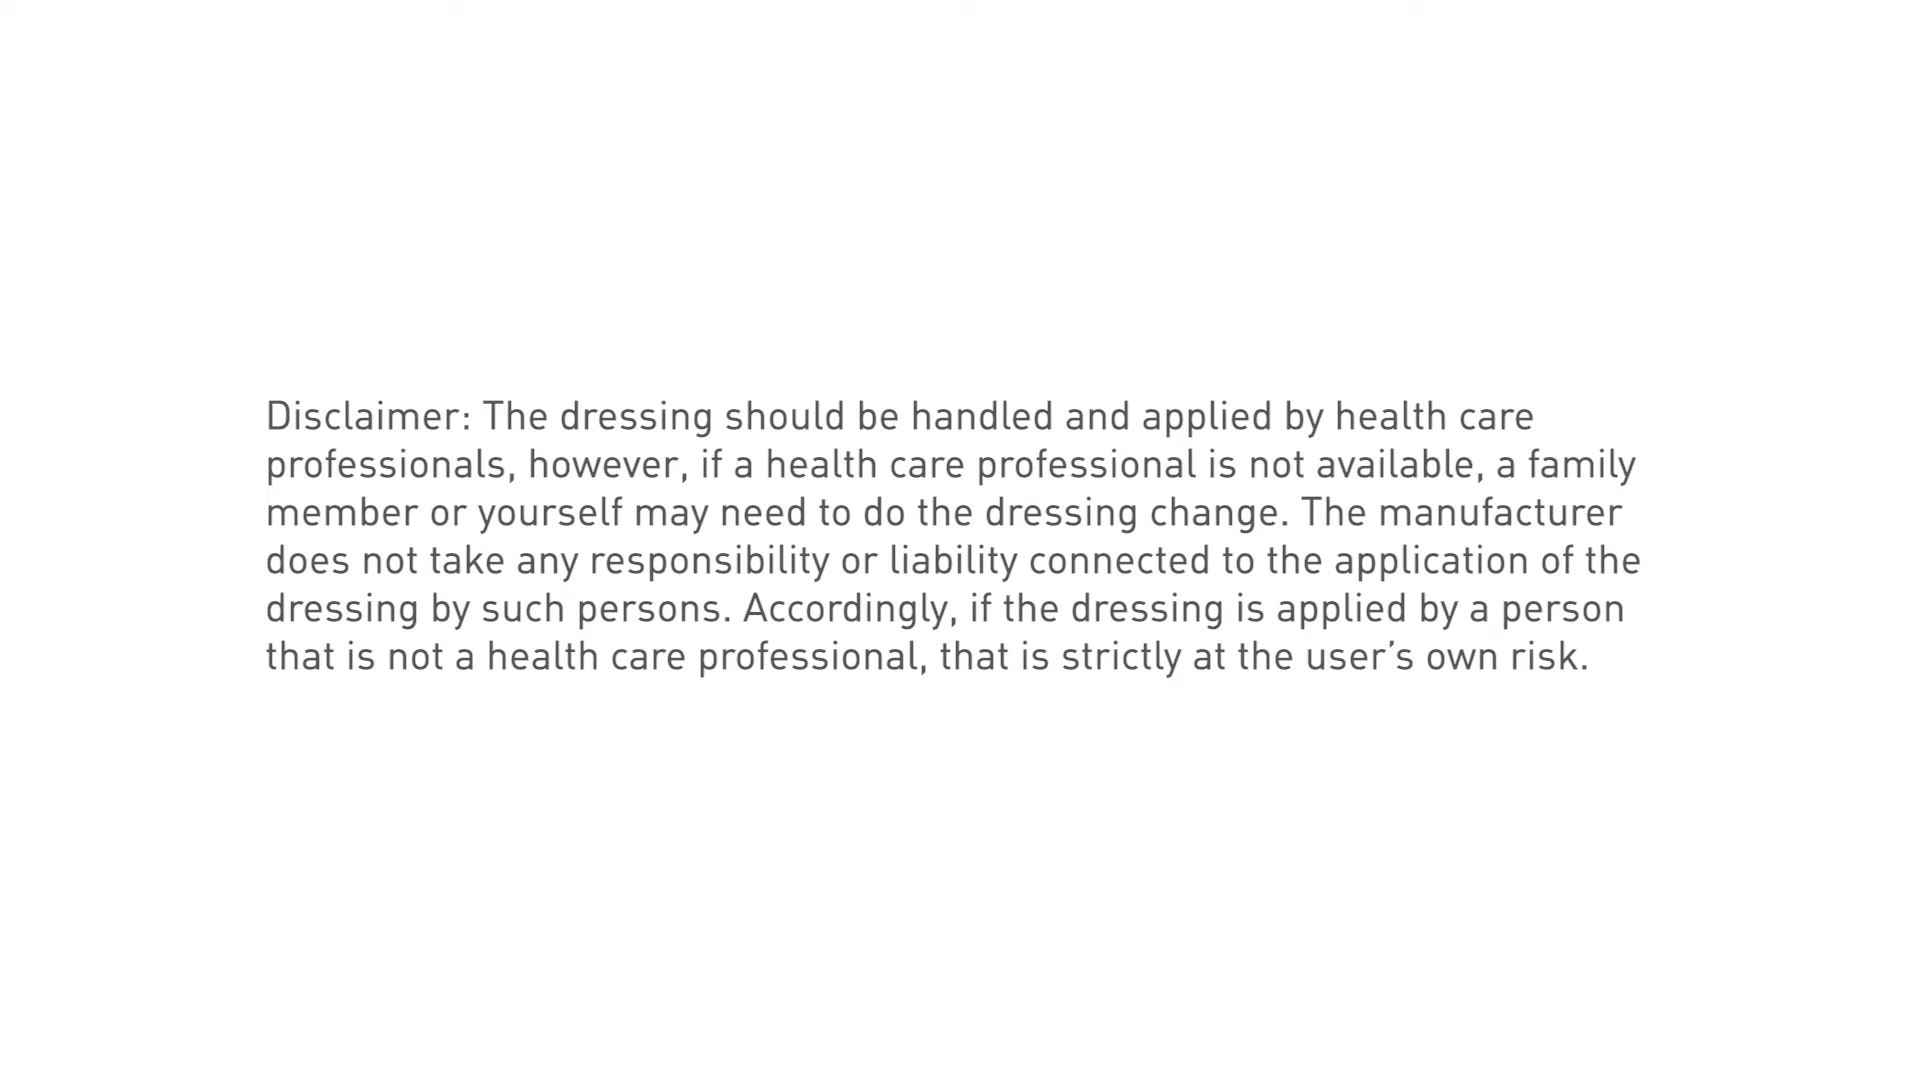 Disclaimer: The dressing should be handled and applied by health care
professionals, however, if a health care professional is not available, a family
member or yourself may need to do the dressing change. The manufacturer
does not take any responsibility or liability connected to the application of the
dressing by such persons. Accordingly, if the dressing is applied by a person
that is not a health care professional, that is strictly at the user’s own risk.